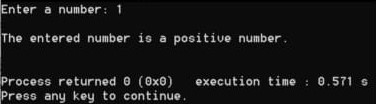 Enter a number: 1
The entered number is a positive number.
Process returned 0 (0x0)   execution time : 0.571 s
Press any key to continue.